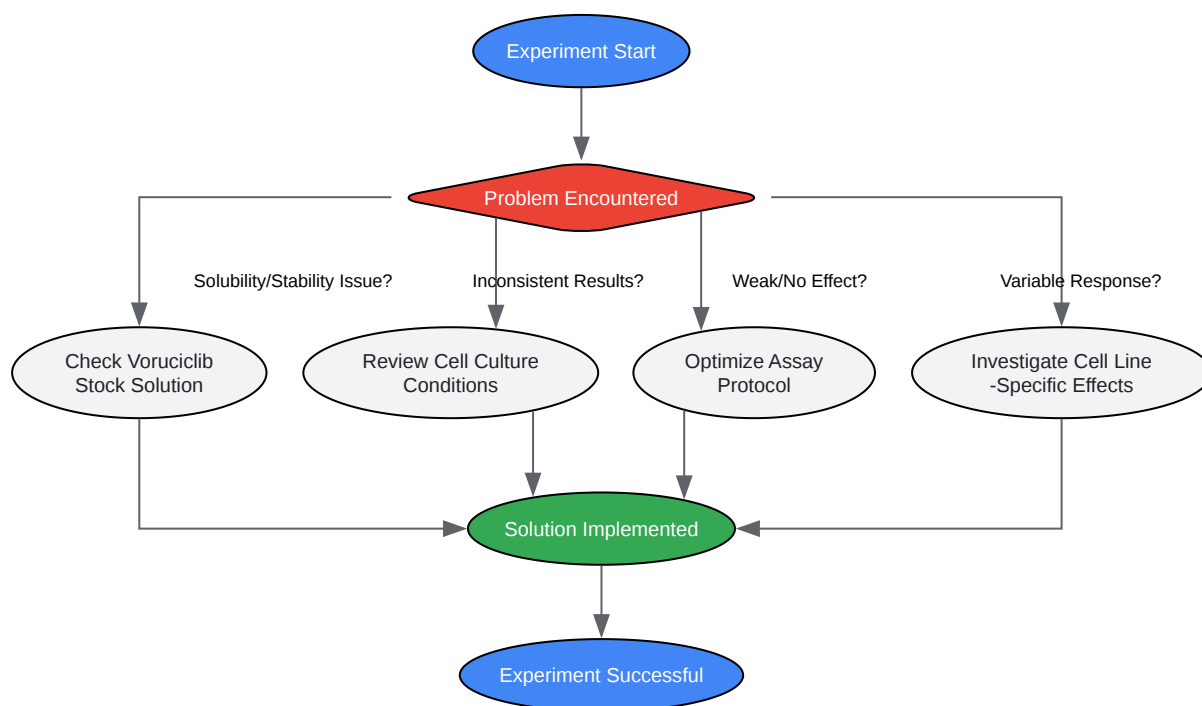 Experiment Start
Problem Encountered
Solubility/Stability Issue?
Inconsistent Results?
Weak/No Effect?
Variable Response?
Check Voruciclib
Stock Solution
Review Cell Culture
Conditions
Optimize Assay
Protocol
Investigate Cell Line
-Specific Effects
Solution Implemented
Experiment Successful